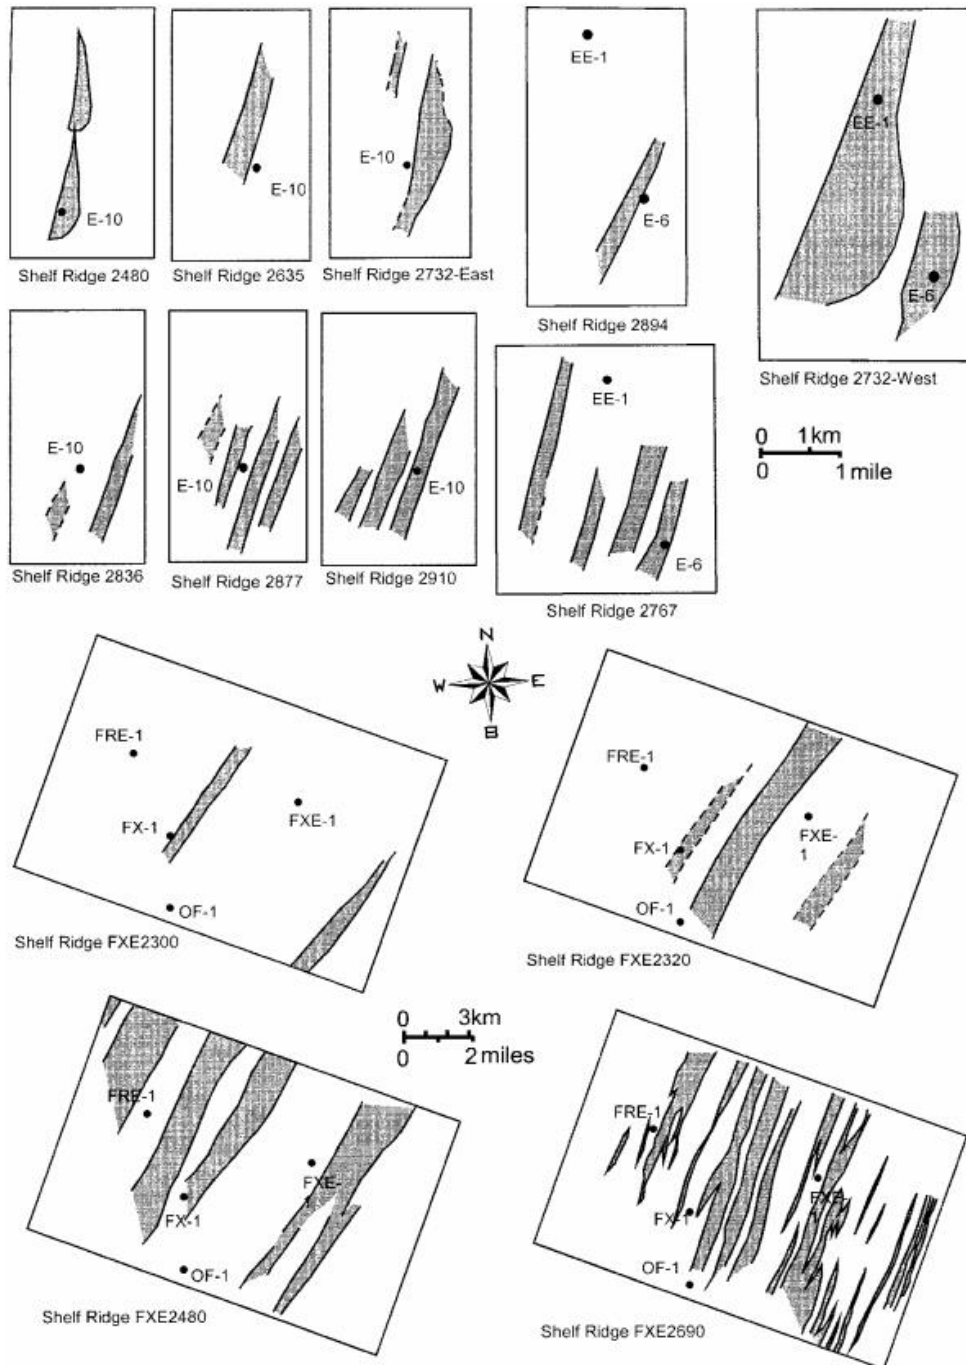 E-10
Shelf Ridge 2480
E-10
Shelf Ridge 2635
E-10
Shelf Ridge 2732-East
EE-1
E-6
Shelf Ridge 2894
EE-1
E-6
Shelf Ridge 2732-West
E-10
Shelf Ridge 2836
E-10
Shelf Ridge 2877
E-10
Shelf Ridge 2910
EE-1
E-6
Shelf Ridge 2767
0 1km
0 1 mile
N
W E
B
FRE-1
FX-1
FXE-1
OF-1
Shelf Ridge FXE2300
FRE-1
FX-1
FXE-
1
OF-1
Shelf Ridge FXE2320
0 3km
0 2 miles
FRE-1
FXE-
1
FX-1
OF-1
Shelf Ridge FXE2480
FRE-1
FXE-
FX-1
OF-1
Shelf Ridge FXE2690